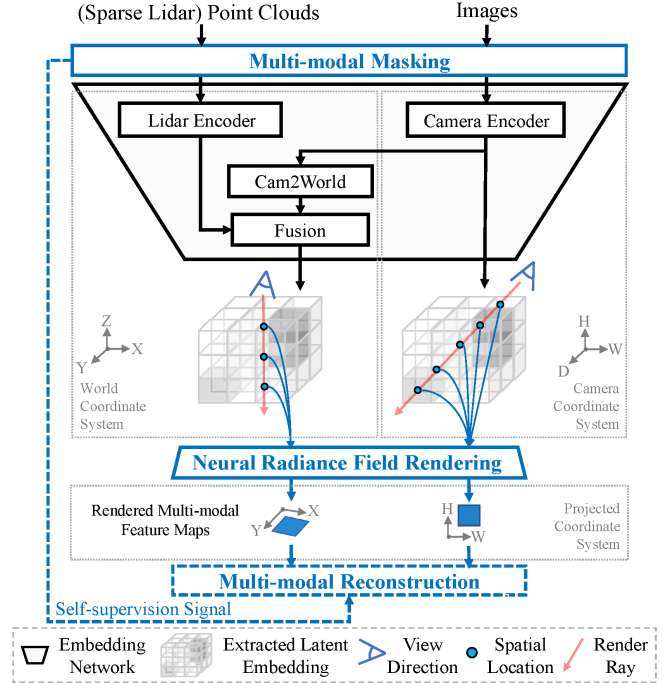 (Sparse Lidar) Point Clouds
Images
Multi-modal Masking
Lidar Encoder
Camera Encoder
Cam2World
Fusion
Z
X
Y
World
Coordinate
System
H
W
D
Camera
Coordinate
System
Neural Radiance Field Rendering
Rendered Multi-modal
Feature Maps
X
Y
H
W
Projected
Coordinate
System
Multi-modal Reconstruction
Self-supervision Signal
Embedding
Network
Extracted Latent
Embedding
View
Direction
Spatial
Location
Render
Ray